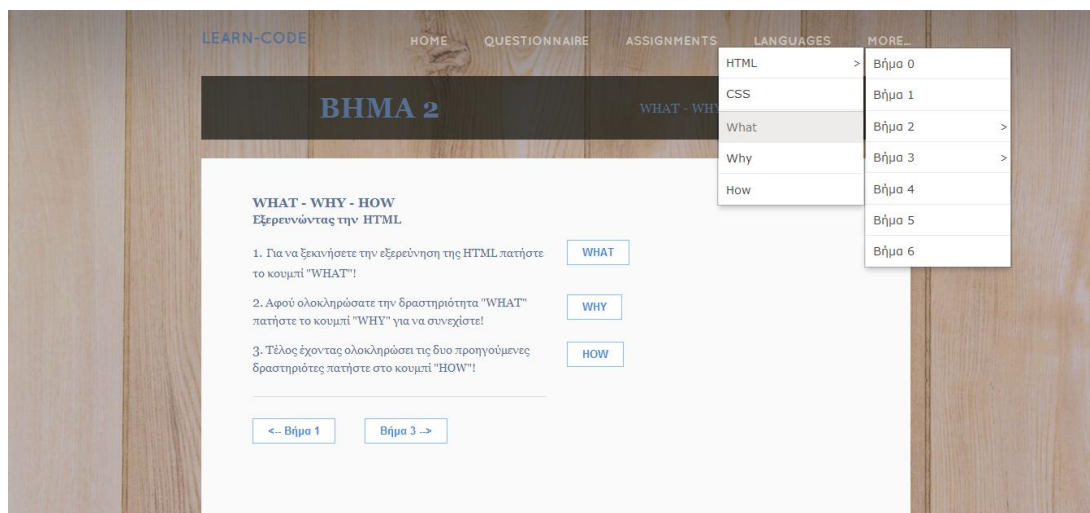 LEARN-CODE
HOME QUESTIONNAIRE ASSIGNMENTS LANGUAGES MORE...
HTML >
CSS
What
Why
How
Βήμα 0
Βήμα 1
Βήμα 2 >
Βήμα 3 >
Βήμα 4
Βήμα 5
Βήμα 6
ΒΗΜΑ 2
WHAT - WHY
WHAT - WHY - HOW
Εξερευνώντας την HTML
1. Για να ξεκινήσετε την εξερεύνηση της HTML πατήστε
το κουμπί "WHAT"!
WHAT
2. Αφού ολοκληρώσατε την δραστηριότητα "WHAT"
πατήστε το κουμπί "WHY" για να συνεχίστε!
WHY
3. Τέλος έχοντας ολοκληρώσει τις δυο προηγούμενες
δραστηριότες πατήστε στο κουμπί "HOW"!
HOW
<-- Βήμα 1
Βήμα 3 -->